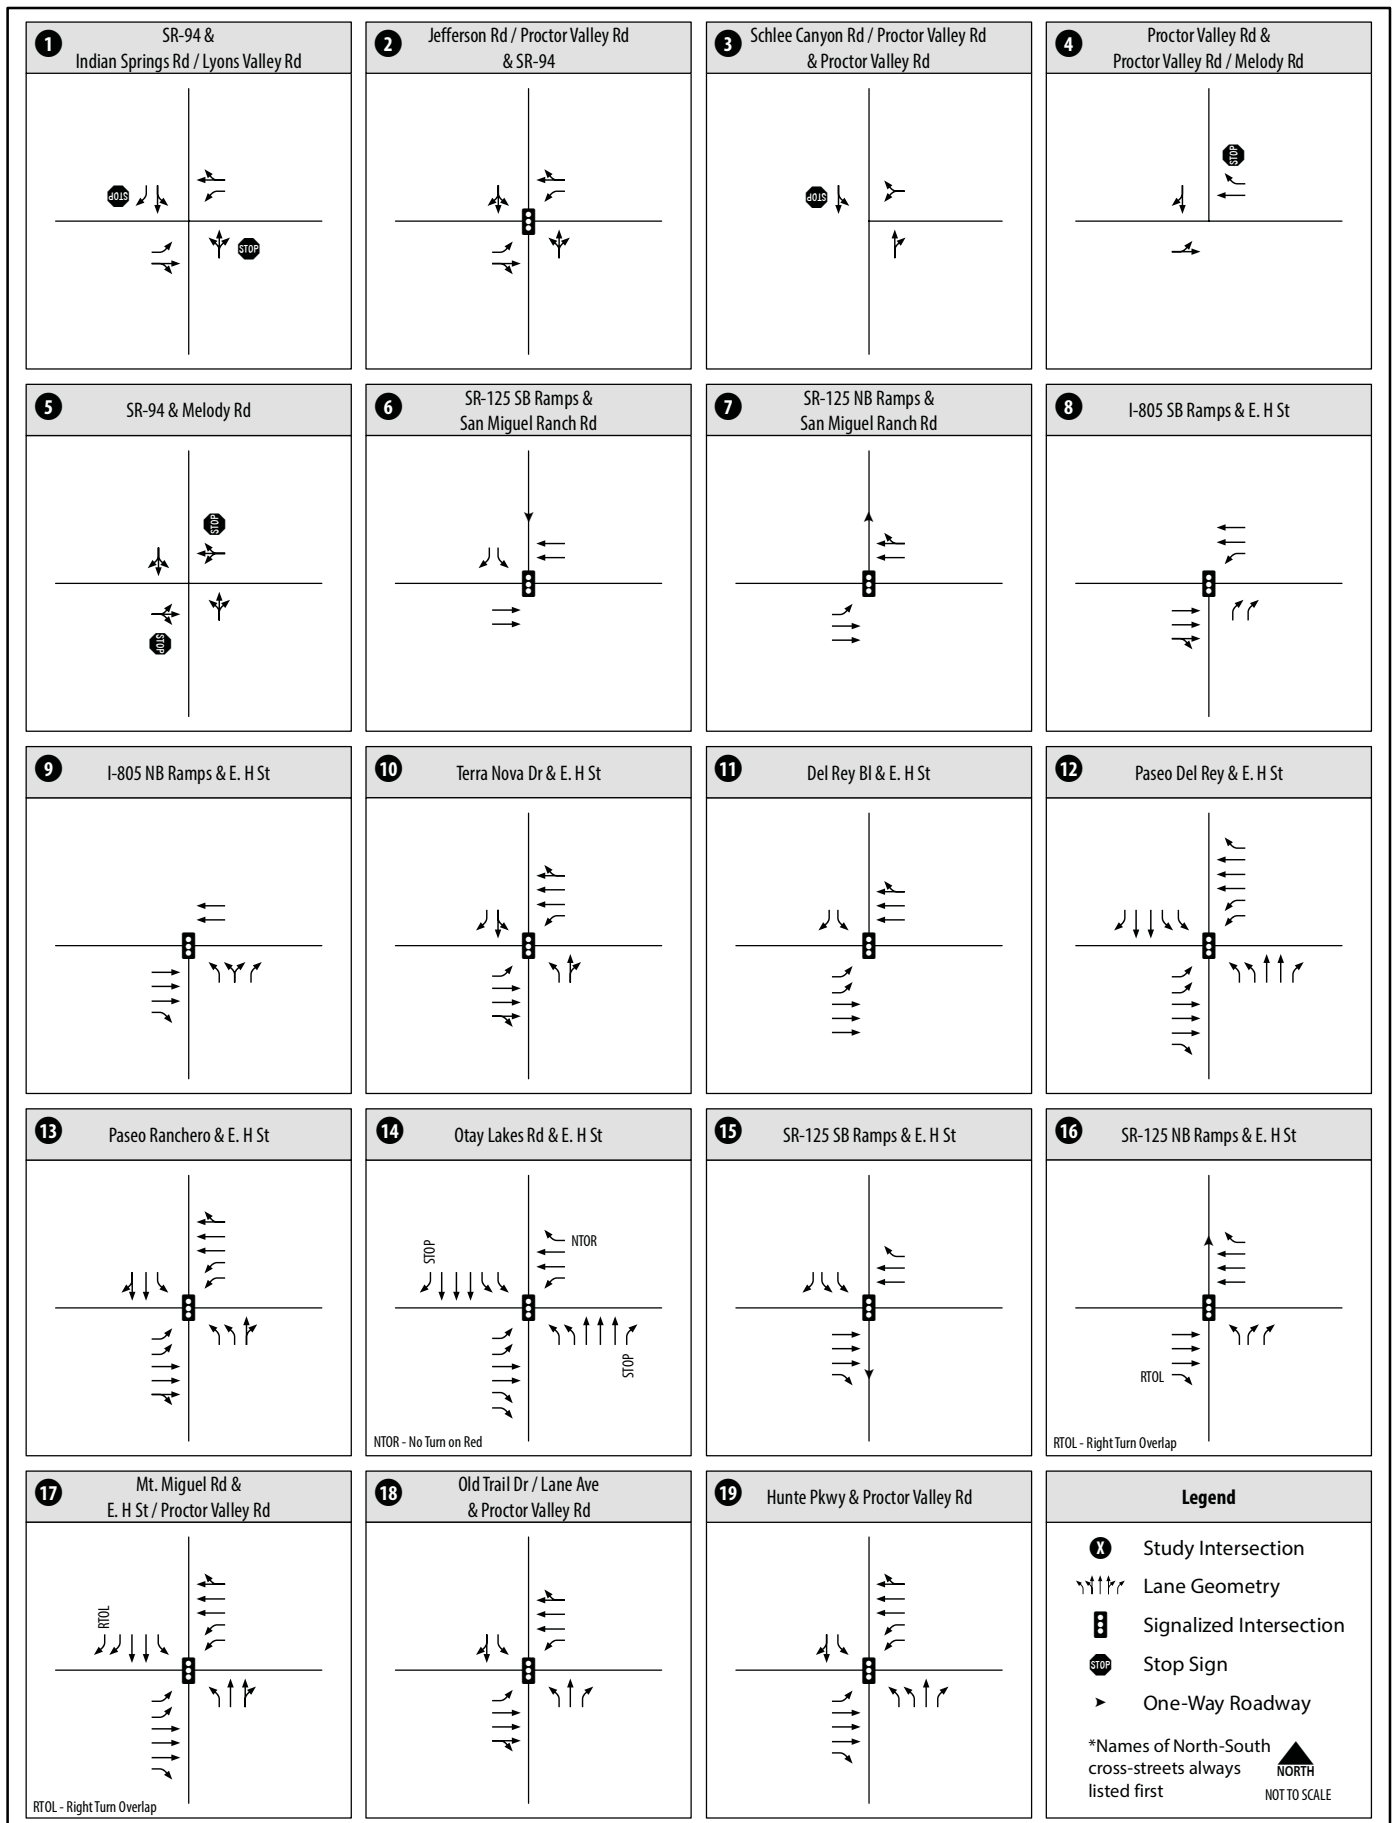 1
SR-94 &
Indian Springs Rd / Lyons Valley Rd
STOP
STOP
2
Jefferson Rd / Proctor Valley Rd
& SR-94
3
Schlee Canyon Rd / Proctor Valley Rd
& Proctor Valley Rd
STOP
4
Proctor Valley Rd &
Proctor Valley Rd / Melody Rd
STOP
5
SR-94 & Melody Rd
STOP
STOP
6
SR-125 SB Ramps &
San Miguel Ranch Rd
7
SR-125 NB Ramps &
San Miguel Ranch Rd
8
I-805 SB Ramps & E. H St
9
I-805 NB Ramps & E. H St
10
Terra Nova Dr & E. H St
11
Del Rey Bl & E. H St
12
Paseo Del Rey & E. H St
13
Paseo Ranchero & E. H St
14
Otay Lakes Rd & E. H St
STOP
NTOR
STOP
NTOR - No Turn on Red
15
SR-125 SB Ramps & E. H St
16
SR-125 NB Ramps & E. H St
RTOL
RTOL - Right Turn Overlap
17
Mt. Miguel Rd &
E. H St / Proctor Valley Rd
RTOL
RTOL - Right Turn Overlap
18
Old Trail Dr / Lane Ave
& Proctor Valley Rd
19
Hunte Pkwy & Proctor Valley Rd
Legend
X Study Intersection
Lane Geometry
Signalized Intersection
STOP Stop Sign
One-Way Roadway
*Names of North-South
cross-streets always
listed first
NORTH
NOT TO SCALE